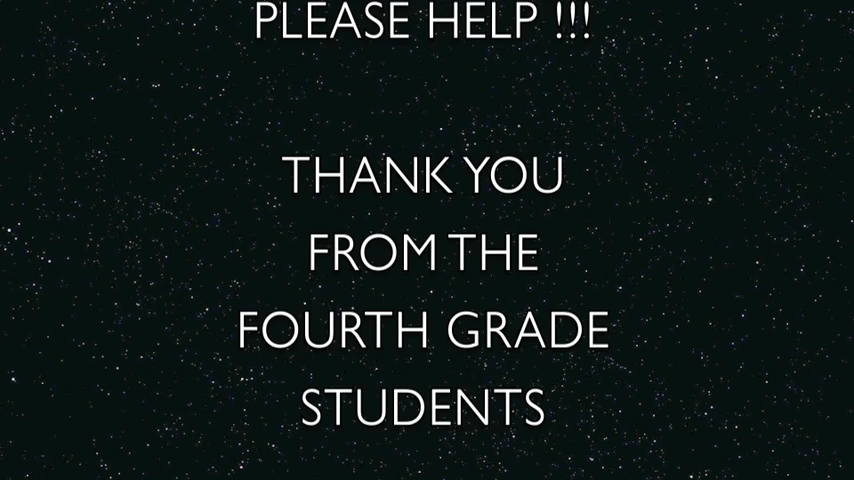 PLEASE HELP !!!
THANK YOU
FROM THE
FOURTH GRADE
STUDENTS